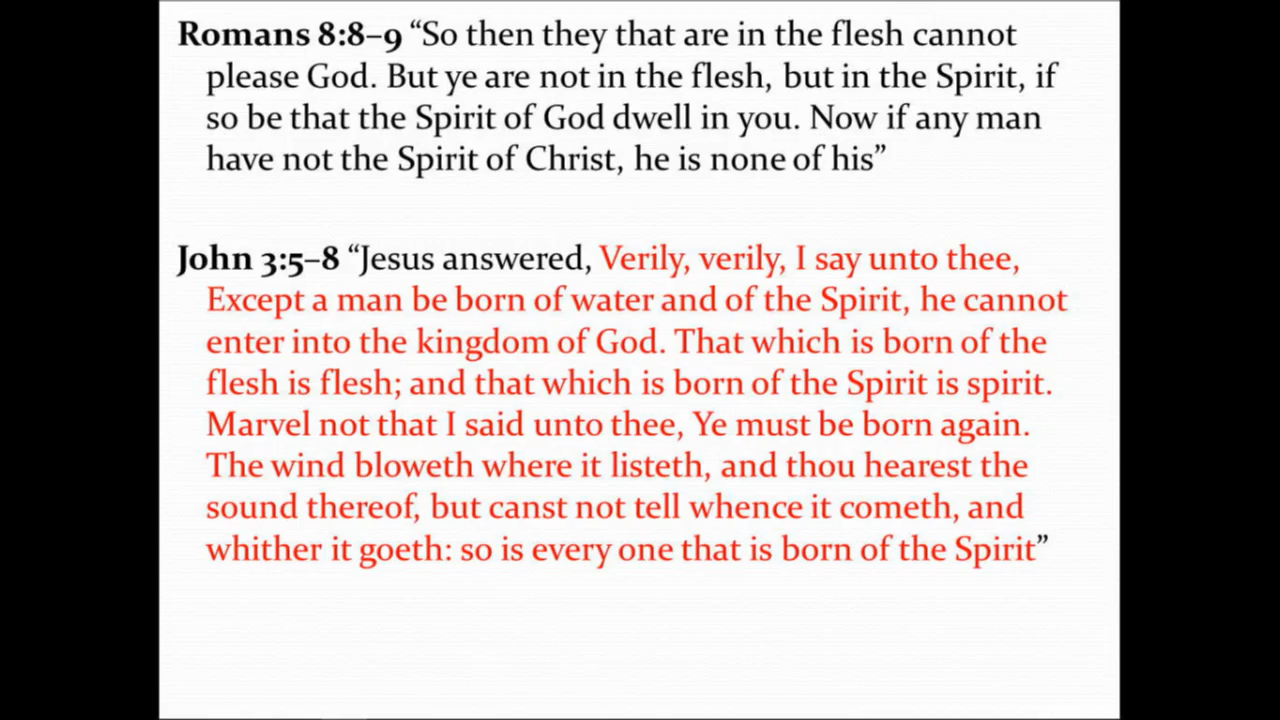 Romans 8:8–9 “So then they that are in the flesh cannot
please God. But ye are not in the flesh, but in the Spirit, if
so be that the Spirit of God dwell in you. Now if any man
have not the Spirit of Christ, he is none of his”
John 3:5–8 “Jesus answered, Verily, verily, I say unto thee,
Except a man be born of water and of the Spirit, he cannot
enter into the kingdom of God. That which is born of the
flesh is flesh; and that which is born of the Spirit is spirit.
Marvel not that I said unto thee, Ye must be born again.
The wind bloweth where it listeth, and thou hearest the
sound thereof, but canst not tell whence it cometh, and
whither it goeth: so is every one that is born of the Spirit”